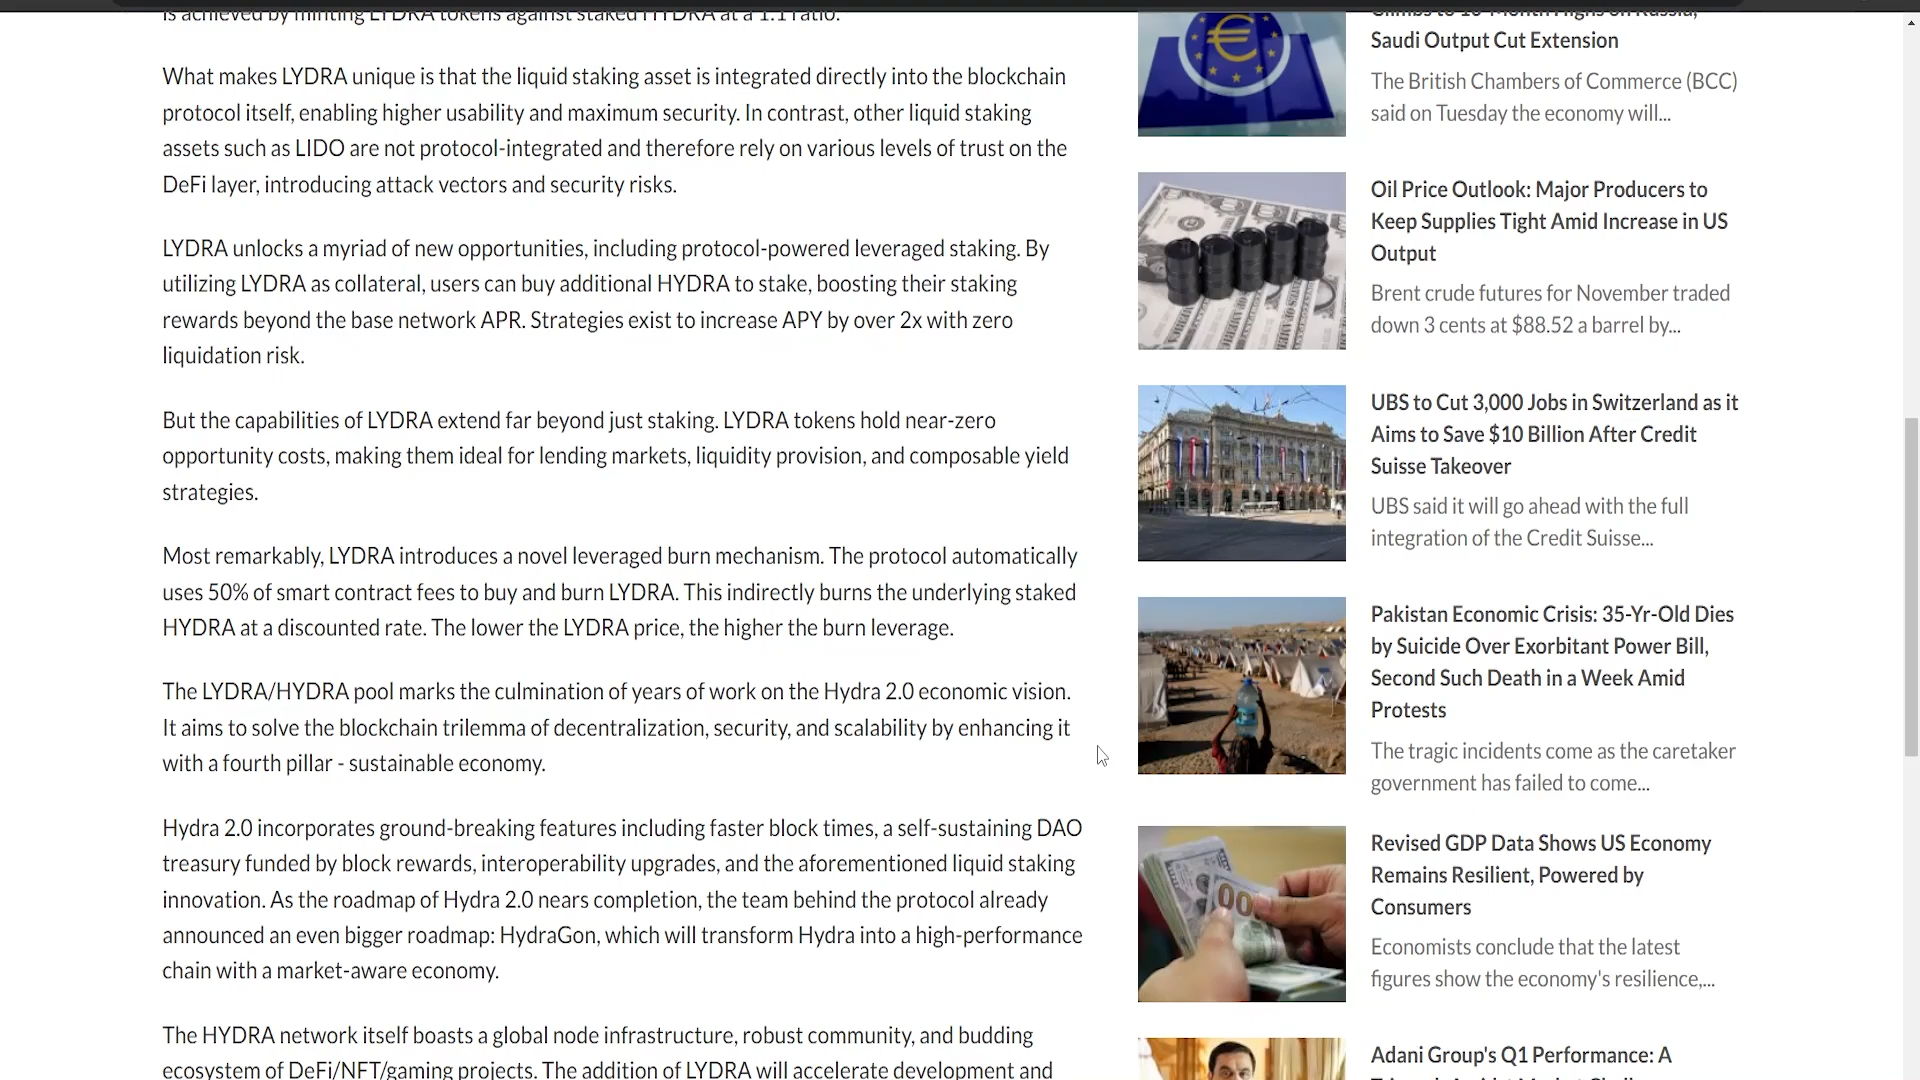 is achieved by minting LYDRA tokens against staked HYDRA at a 1:1 ratio.
What makes LYDRA unique is that the liquid staking asset is integrated directly into the blockchain
protocol itself, enabling higher usability and maximum security. In contrast, other liquid staking
assets such as LIDO are not protocol-integrated and therefore rely on various levels of trust on the
DeFi layer, introducing attack vectors and security risks.
LYDRA unlocks a myriad of new opportunities, including protocol-powered leveraged staking. By
utilizing LYDRA as collateral, users can buy additional HYDRA to stake, boosting their staking
rewards beyond the base network APR. Strategies exist to increase APY by over 2x with zero
liquidation risk.
But the capabilities of LYDRA extend far beyond just staking. LYDRA tokens hold near-zero
opportunity costs, making them ideal for lending markets, liquidity provision, and composable yield
strategies.
Most remarkably, LYDRA introduces a novel leveraged burn mechanism. The protocol automatically
uses 50% of smart contract fees to buy and burn LYDRA. This indirectly burns the underlying staked
HYDRA at a discounted rate. The lower the LYDRA price, the higher the burn leverage.
The LYDRA/HYDRA pool marks the culmination of years of work on the Hydra 2.0 economic vision.
It aims to solve the blockchain trilemma of decentralization, security, and scalability by enhancing it
with a fourth pillar - sustainable economy.
Hydra 2.0 incorporates ground-breaking features including faster block times, a self-sustaining DAO
treasury funded by block rewards, interoperability upgrades, and the aforementioned liquid staking
innovation. As the roadmap of Hydra 2.0 nears completion, the team behind the protocol already
announced an even bigger roadmap: HydraGon, which will transform Hydra into a high-performance
chain with a market-aware economy.
The HYDRA network itself boasts a global node infrastructure, robust community, and budding
ecosystem of DeFi/NFT/gaming projects. The addition of LYDRA will accelerate development and
Climbs to 10-Month Highs on Russia,
Saudi Output Cut Extension
The British Chambers of Commerce (BCC)
said on Tuesday the economy will...
Oil Price Outlook: Major Producers to
Keep Supplies Tight Amid Increase in US
Output
Brent crude futures for November traded
down 3 cents at $88.52 a barrel by...
UBS to Cut 3,000 Jobs in Switzerland as it
Aims to Save $10 Billion After Credit
Suisse Takeover
UBS said it will go ahead with the full
integration of the Credit Suisse...
Pakistan Economic Crisis: 35-Yr-Old Dies
by Suicide Over Exorbitant Power Bill,
Second Such Death in a Week Amid
Protests
The tragic incidents come as the caretaker
government has failed to come...
Revised GDP Data Shows US Economy
Remains Resilient, Powered by
Consumers
Economists conclude that the latest
figures show the economy's resilience,...
Adani Group's Q1 Performance: A